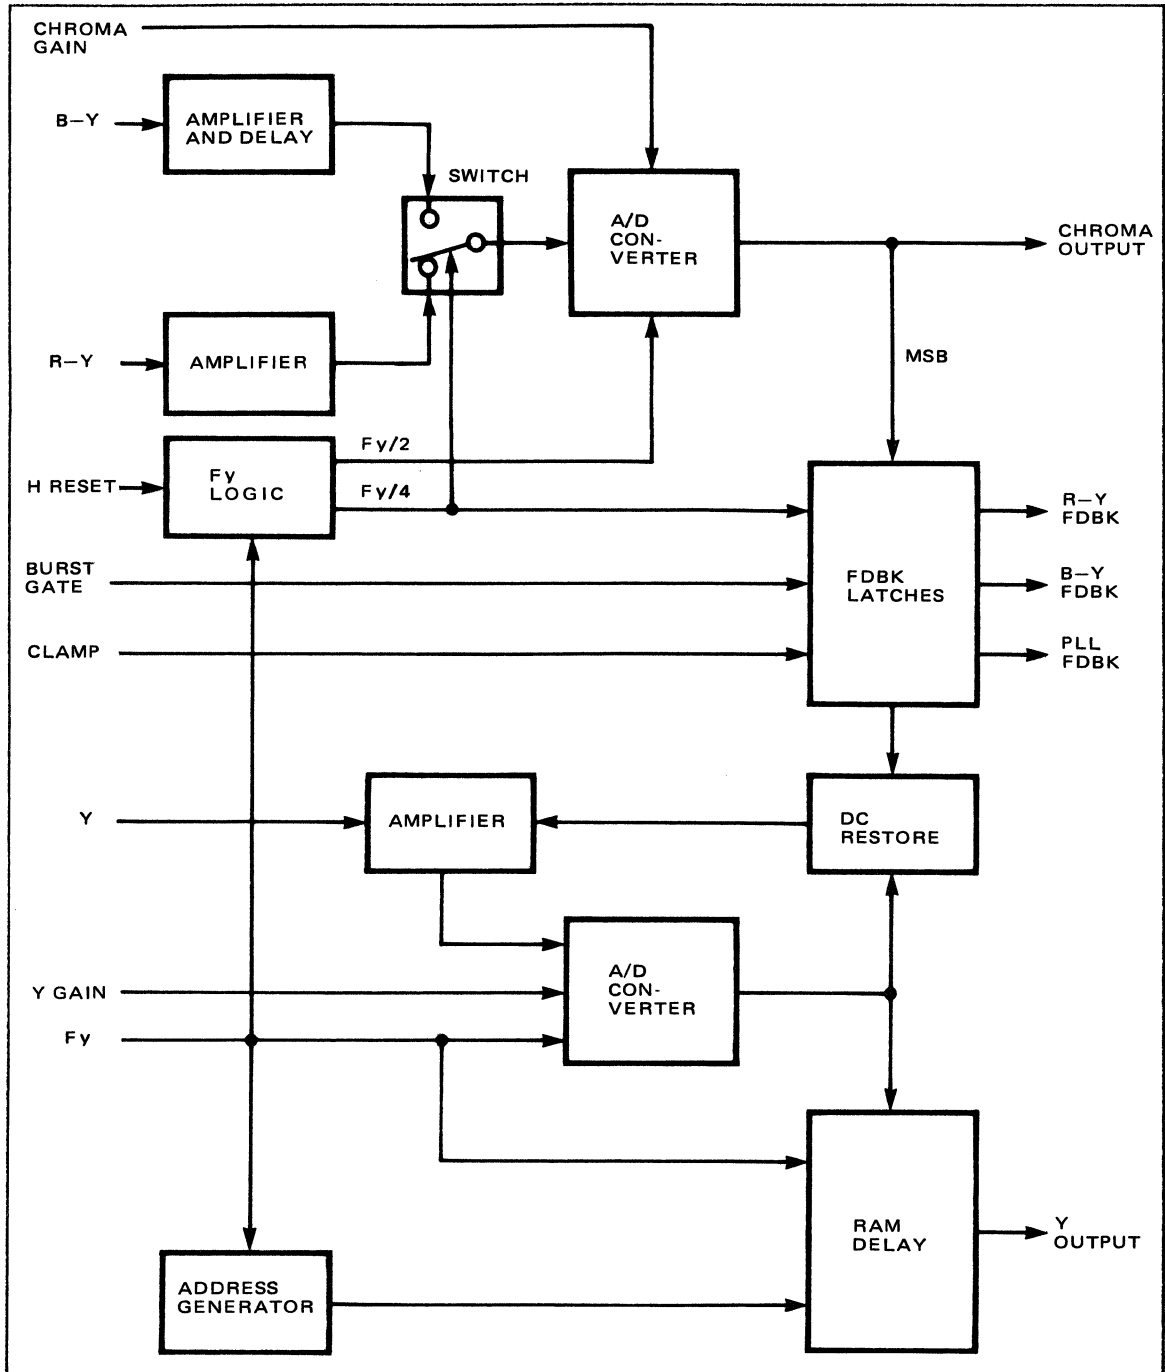 CHROMA
GAIN
B–Y
AMPLIFIER
AND DELAY
SWITCH
A/D
CON-
VERTER
CHROMA
OUTPUT
R–Y
AMPLIFIER
MSB
H RESET
Fy
LOGIC
Fy/2
Fy/4
R–Y
FDBK
BURST
GATE
FDBK
LATCHES
B–Y
FDBK
CLAMP
PLL
FDBK
Y
AMPLIFIER
DC
RESTORE
A/D
CON-
VERTER
Y GAIN
Fy
RAM
DELAY
Y
OUTPUT
ADDRESS
GENERATOR